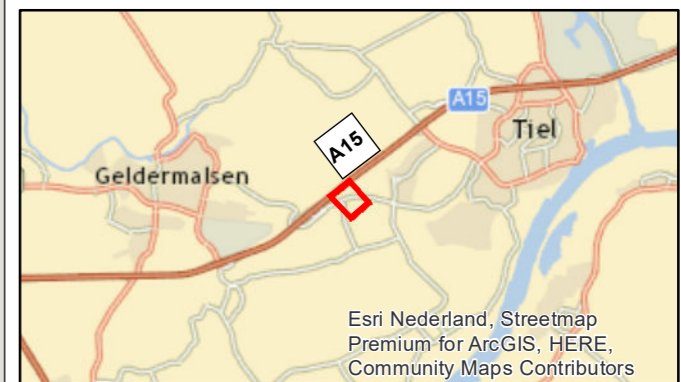 A15
Tiel
A15
Geldermalsen
Esri Nederland, Streetmap
Premium for ArcGIS, HERE,
Community Maps Contributors